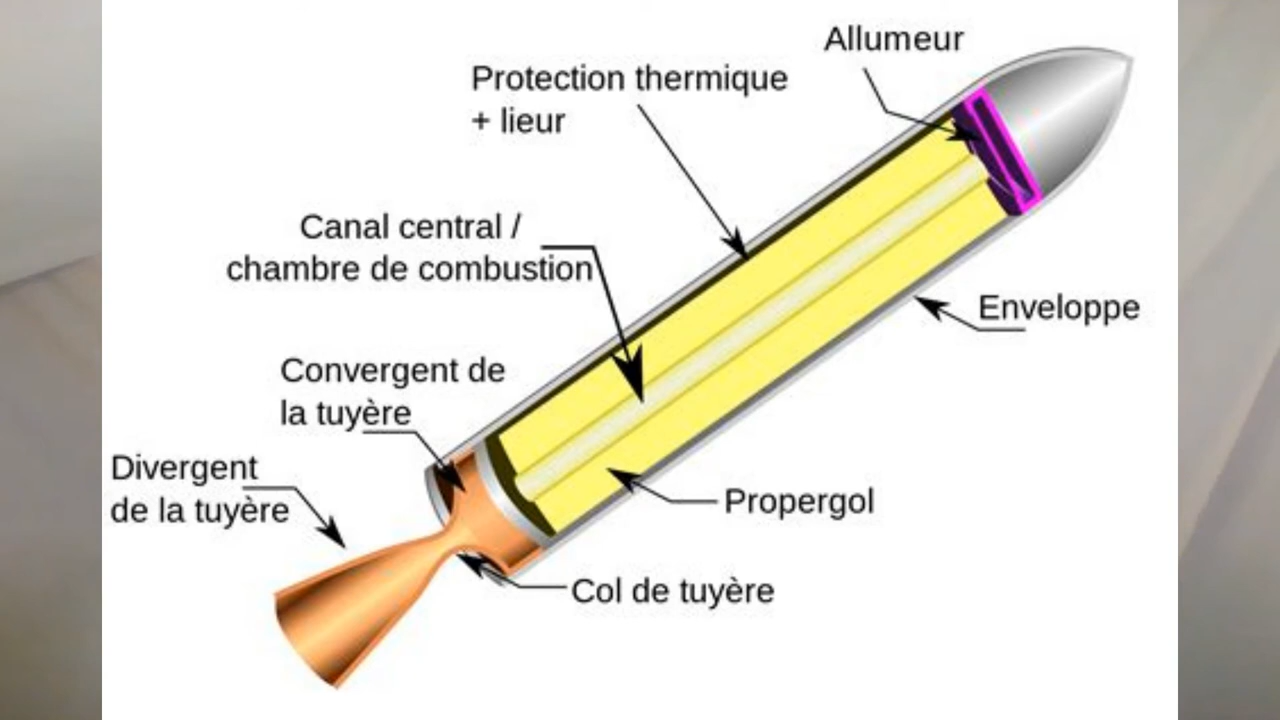 Allumeur
Protection thermique
+ lieur
Canal central /
chambre de combustion
Enveloppe
Convergent de
la tuyère
Divergent
de la tuyère
Propergol
Col de tuyère